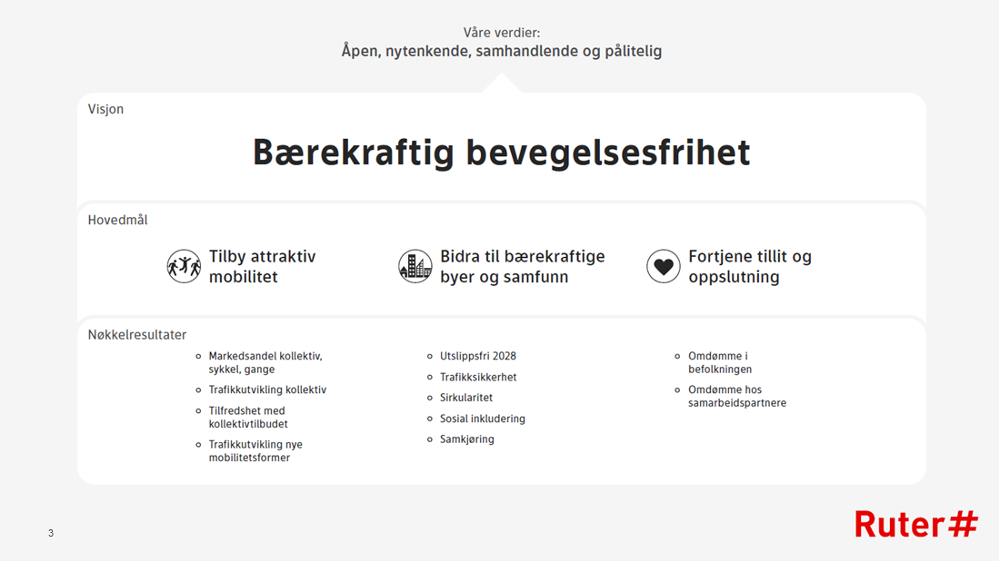 Våre verdier:
Åpen, nytenkende, samhandlende og pålitelig
Visjon
Bærekraftig bevegelsesfrihet
Hovedmål
Tilby attraktiv
mobilitet
Bidra til bærekraftige
byer og samfunn
Fortjene tillit og
oppslutning
Nøkkelresultater
Markedsandel kollektiv,
sykkel, gange
Trafikkutvikling kollektiv
Tilfredshet med
kollektivtilbudet
Trafikkutvikling nye
mobilitetsformer
Utslippsfri 2028
Trafikksikkerhet
Sirkularitet
Sosial inkludering
Samkjøring
Omdømme i
befolkningen
Omdømme hos
samarbeidspartnere
3
Ruter#